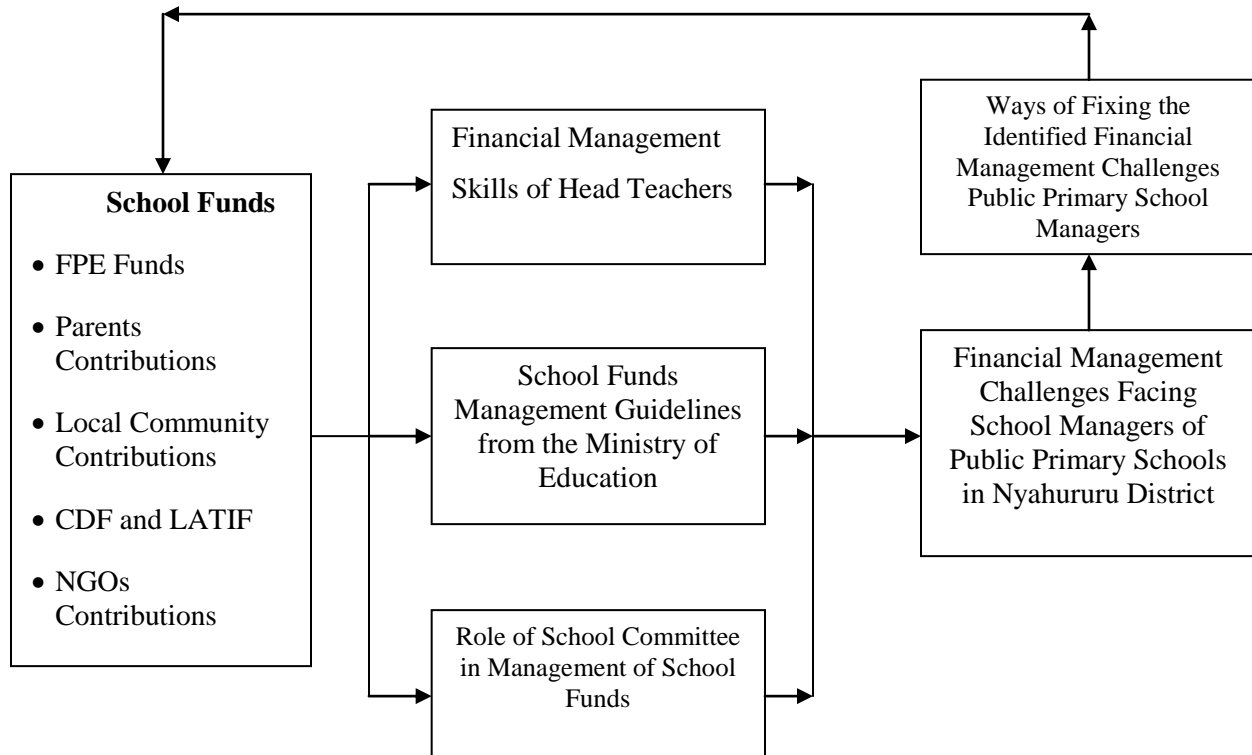 School Funds
• FPE Funds
• Parents
Contributions
• Local Community
Contributions
• CDF and LATIF
• NGOs
Contributions
Financial Management
Skills of Head Teachers
School Funds
Management Guidelines
from the Ministry of
Education
Role of School Committee
in Management of School
Funds
Financial Management
Challenges Facing
School Managers of
Public Primary Schools
in Nyahururu District
Ways of Fixing the
Identified Financial
Management Challenges
Public Primary School
Managers